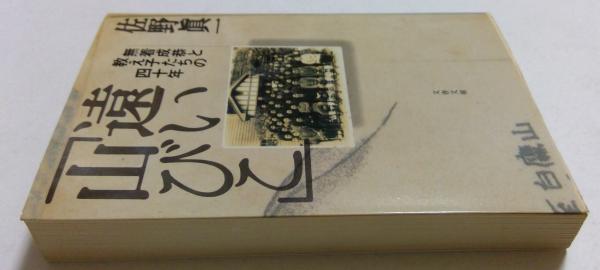 佐野眞一
無着成恭と
教え子たちの
四十年
遠い
「山びこ」
文春文庫